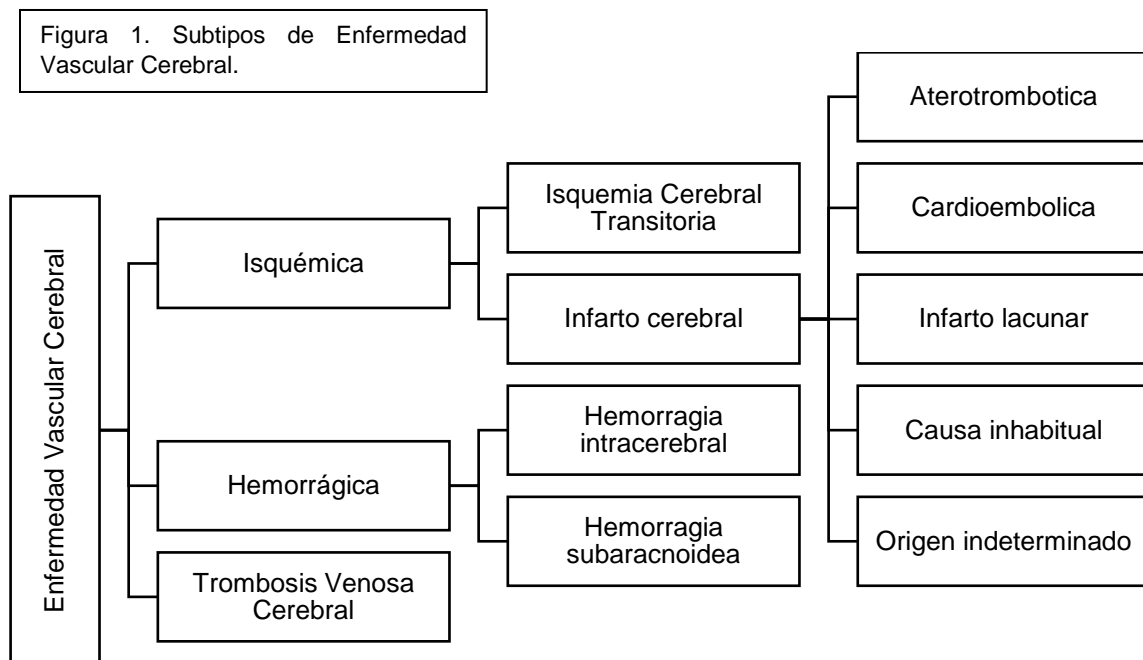 Figura 1. Subtipos de Enfermedad
Vascular Cerebral.
Enfermedad Vascular Cerebral
Isquémica
Isquemia Cerebral
Transitoria
Infarto cerebral
Aterotrombotica
Cardioembolica
Infarto lacunar
Causa inhabitual
Origen indeterminado
Hemorrágica
Hemorragia
intracerebral
Hemorragia
subaracnoidea
Trombosis Venosa
Cerebral